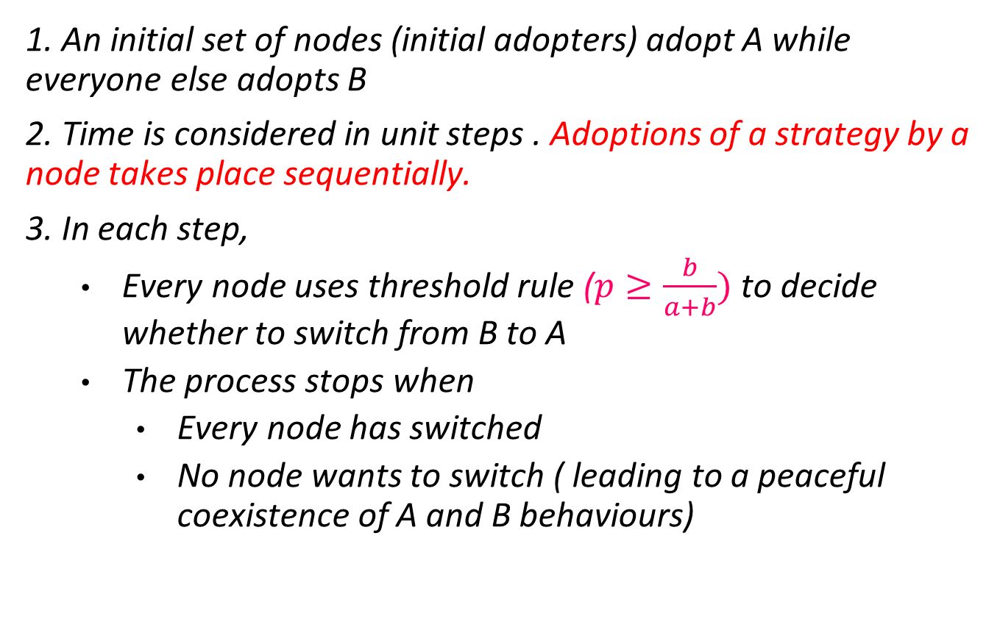 1. An initial set of nodes (initial adopters) adopt A while
everyone else adopts B
2. Time is considered in unit steps . Adoptions of a strategy by a
node takes place sequentially.
3. In each step,
• Every node uses threshold rule (p ≥ b/(a+b)) to decide
whether to switch from B to A
• The process stops when
• Every node has switched
• No node wants to switch ( leading to a peaceful
coexistence of A and B behaviours)